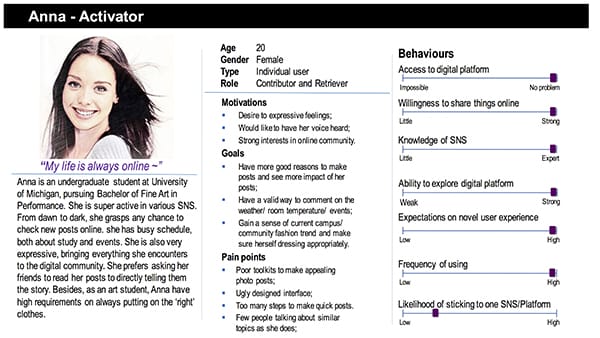 Anna - Activator
“My life is always online ~”
Anna is an undergraduate student at University
of Michigan, pursuing Bachelor of Fine Art in
Performance. She is super active in various SNS.
From dawn to dark, she grasps any chance to
check new posts online. she has busy schedule,
both about study and events. She is also very
expressive, bringing everything she encounters
to the digital community. She prefers asking her
friends to read her posts to directly telling them
the story. Besides, as an art student, Anna have
high requirements on always putting on the ‘right’
clothes.
Age 20
Gender Female
Type Individual user
Role Contributor and Retriever
Motivations
• Desire to expressive feelings;
• Would like to have her voice heard;
• Strong interests in online community.
Goals
• Have more good reasons to make
posts and see more impact of her
posts;
• Have a valid way to comment on the
weather/ room temperature/ events;
• Gain a sense of current campus/
community fashion trend and make
sure herself dressing appropriately.
Pain points
• Poor toolkits to make appealing
photo posts;
• Ugly designed interface;
• Too many steps to make quick posts.
• Few people talking about similar
topics as she does;
Behaviours
Access to digital platform
Impossible No problem
Willingness to share things online
Little Strong
Knowledge of SNS
Little Expert
Ability to explore digital platform
Weak Strong
Expectations on novel user experience
Low High
Frequency of using
Low High
Likelihood of sticking to one SNS/Platform
Low High